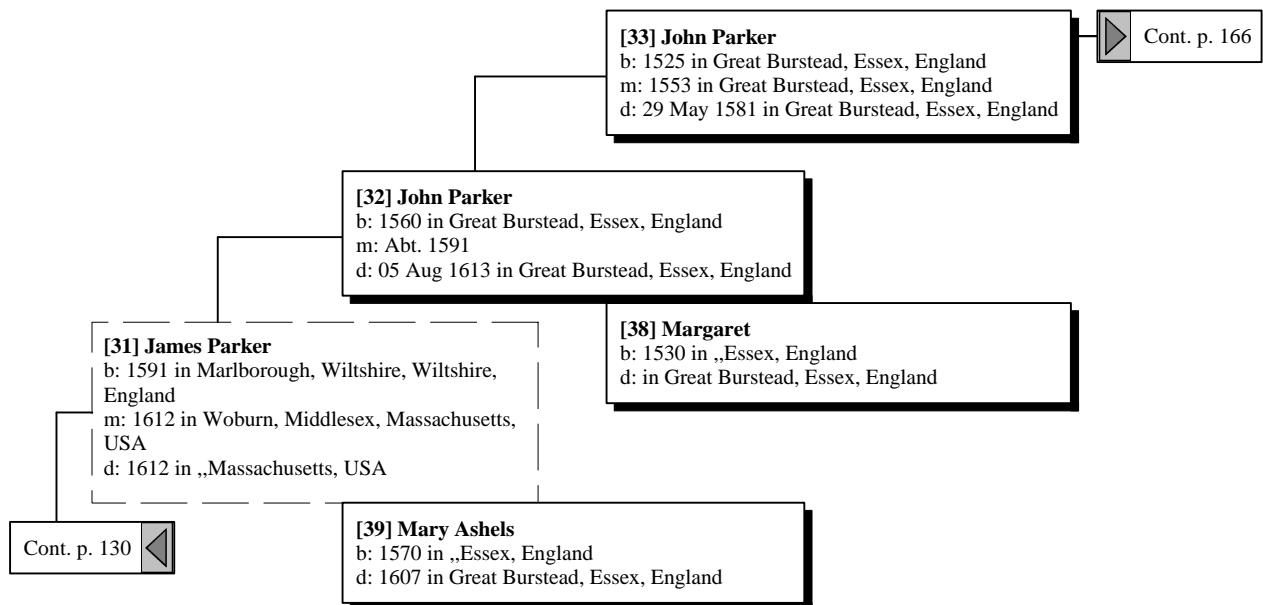 [33] John Parker
b: 1525 in Great Burstead, Essex, England
m: 1553 in Great Burstead, Essex, England
d: 29 May 1581 in Great Burstead, Essex, England
Cont. p. 166
[32] John Parker
b: 1560 in Great Burstead, Essex, England
m: Abt. 1591
d: 05 Aug 1613 in Great Burstead, Essex, England
[38] Margaret
b: 1530 in ,,Essex, England
d: in Great Burstead, Essex, England
[31] James Parker
b: 1591 in Marlborough, Wiltshire, Wiltshire,
England
m: 1612 in Woburn, Middlesex, Massachusetts,
USA
d: 1612 in ,,Massachusetts, USA
[39] Mary Ashels
b: 1570 in ,,Essex, England
d: 1607 in Great Burstead, Essex, England
Cont. p. 130